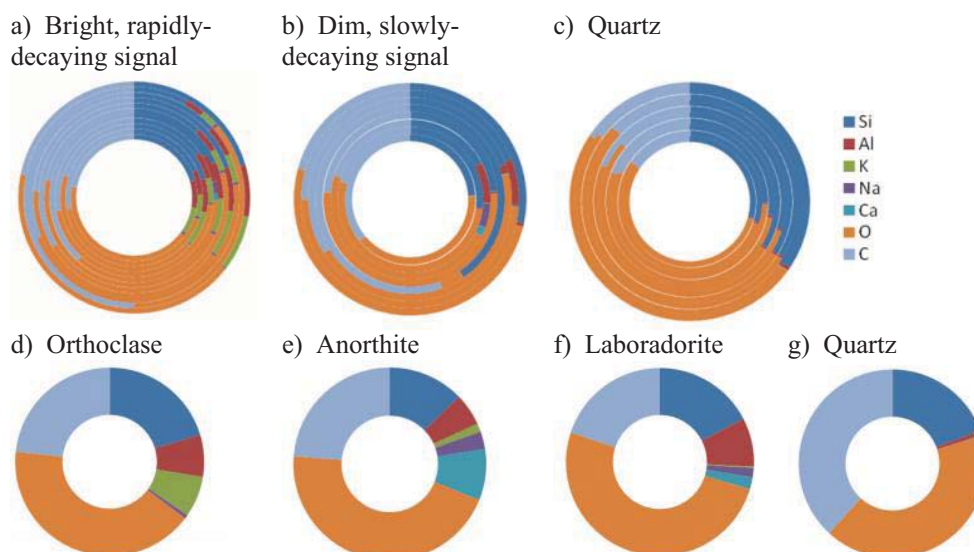 a) Bright, rapidly-
decaying signal
b) Dim, slowly-
decaying signal
c) Quartz
Si
Al
K
Na
Ca
O
C
d) Orthoclase
e) Anorthite
f) Laboradorite
g) Quartz